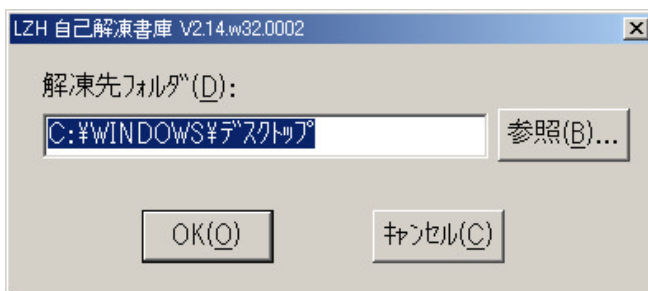 LZH 自己解凍書庫 V2.14.w32.0002
解凍先フォルダ(D):
C:¥WINDOWS¥デスクトップ
参照(B)...
OK(O)
キャンセル(C)